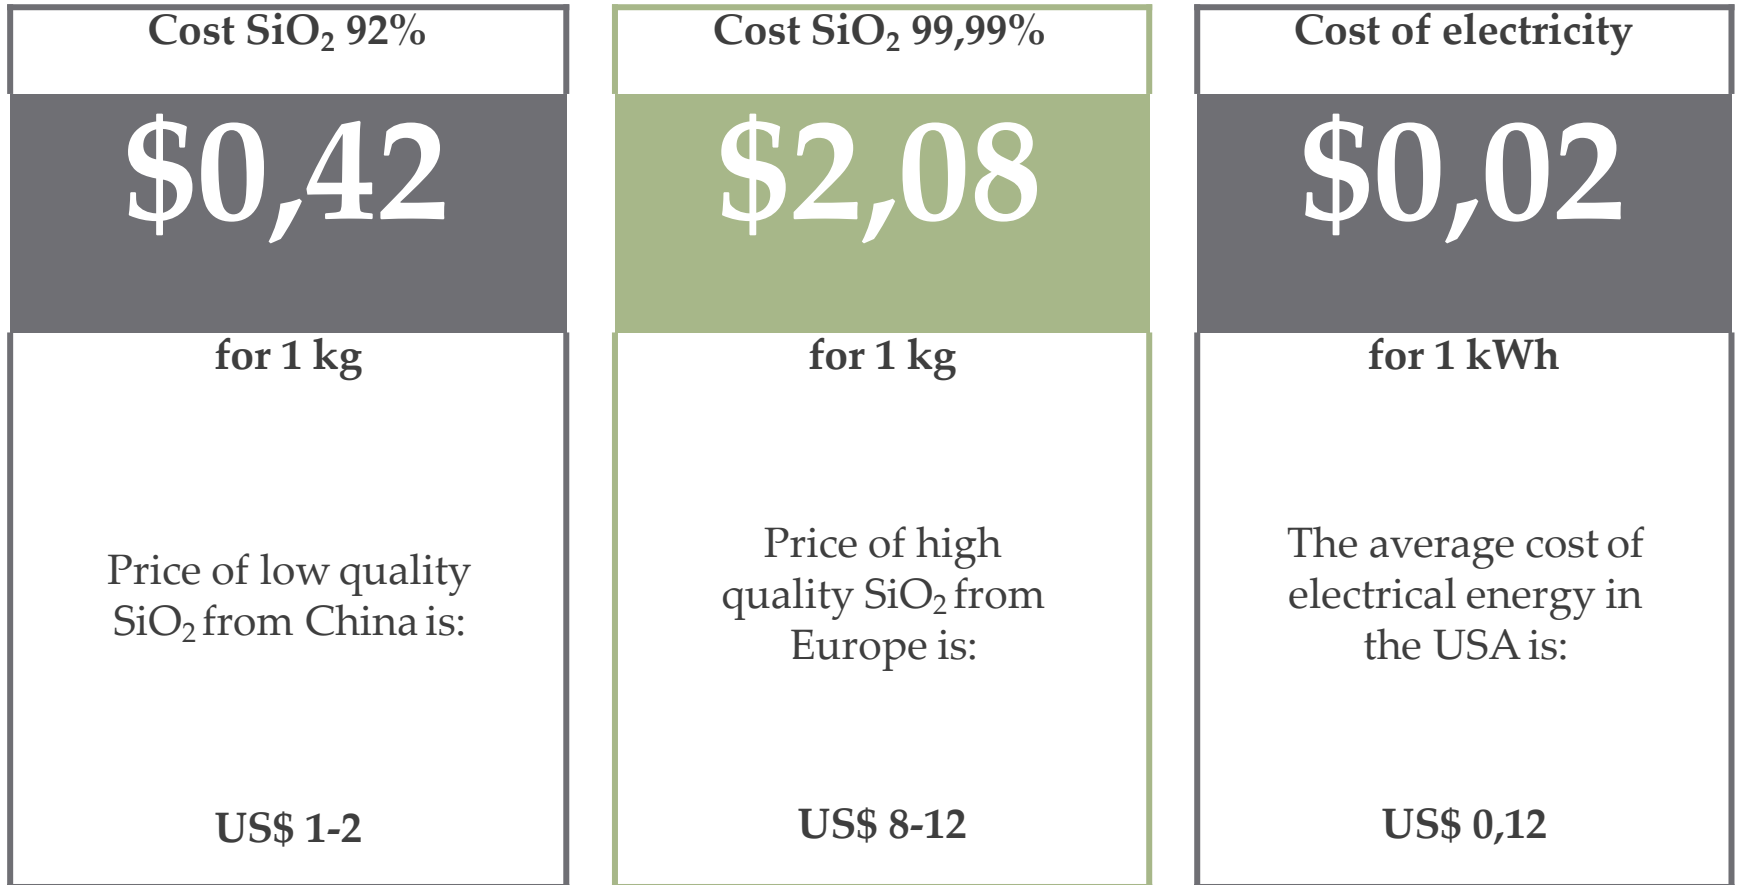 Cost SiO₂ 92%
$0,42
for 1 kg
Price of low quality
SiO₂ from China is:
US$ 1-2
Cost SiO₂ 99,99%
$2,08
for 1 kg
Price of high
quality SiO₂ from
Europe is:
US$ 8-12
Cost of electricity
$0,02
for 1 kWh
The average cost of
electrical energy in
the USA is:
US$ 0,12